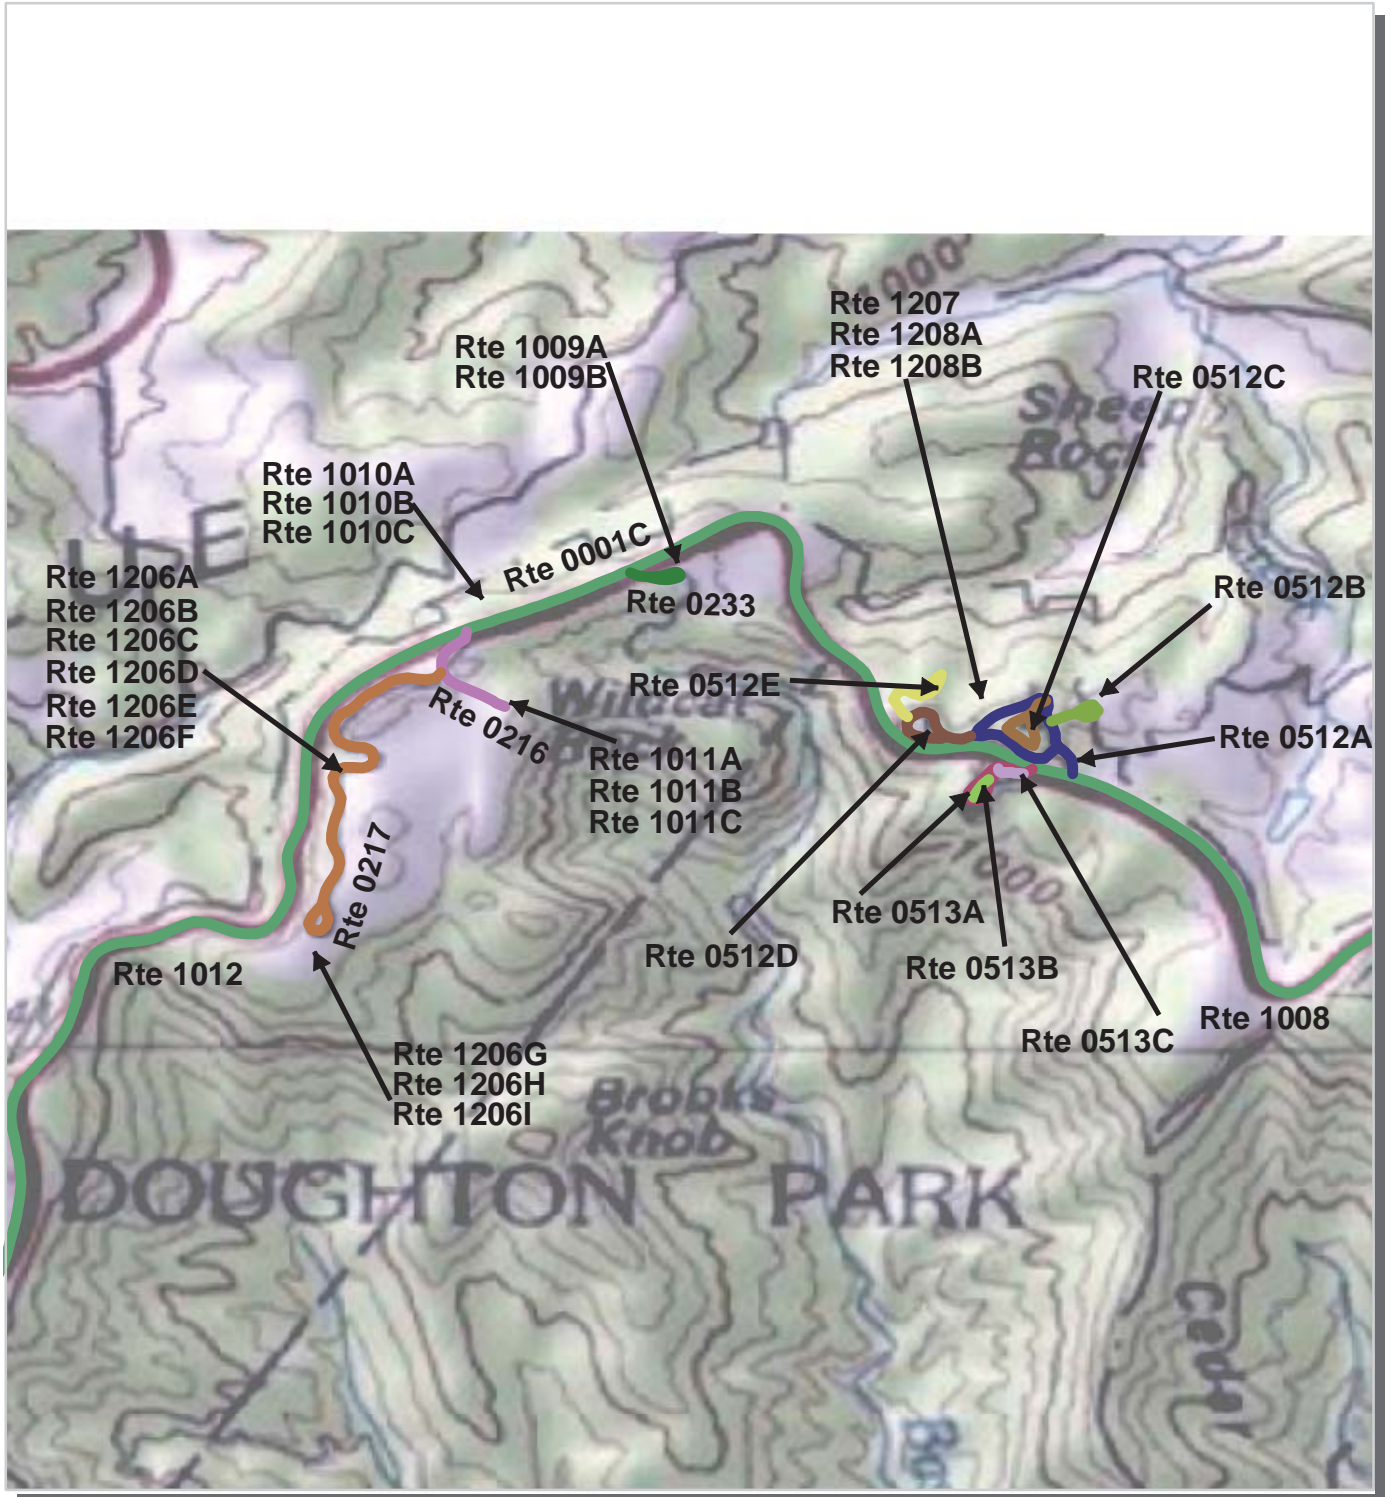 1000
Rte 1207
Rte 1208A
Rte 1208B
Rte 1009A
Rte 1009B
Rte 0512C
Sheep
Rock
Rte 1010A
Rte 1010B
Rte 1010C
Rte 0001C
Rte 1206A
Rte 1206B
Rte 1206C
Rte 1206D
Rte 1206E
Rte 1206F
Rte 0233
Rte 0512B
Rte 0512E
Wildcat
Rte 0216
Rte 0512A
Rte 1011A
Rte 1011B
Rte 1011C
Rte 0217
1000
Rte 0513A
Rte 0512D
Rte 0513B
Rte 1012
Rte 1008
Rte 0513C
Rte 1206G
Rte 1206H
Rte 1206I
Brooks
Knob
DOUGHTON PARK